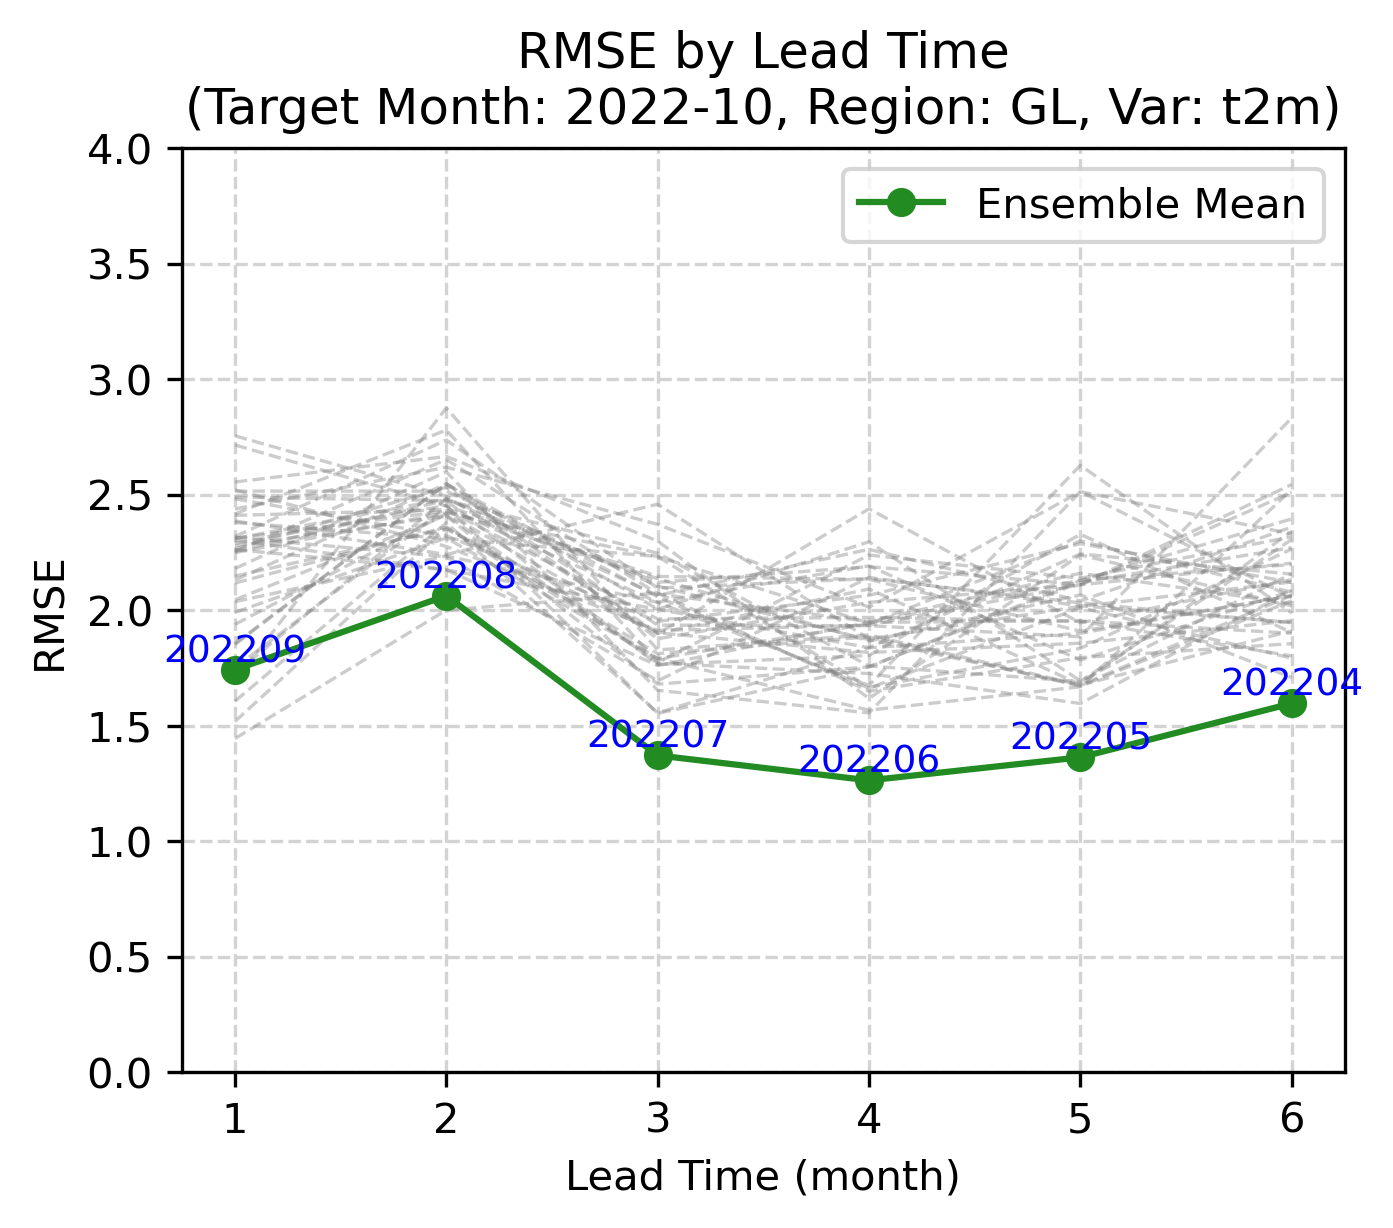 RMSE by Lead Time
(Target Month: 2022-10, Region: GL, Var: t2m)
4.0
3.5
3.0
2.5
2.0
1.5
1.0
0.5
0.0
RMSE
Ensemble Mean
202209
202208
202207
202206
202205
202204
1 2 3 4 5 6
Lead Time (month)